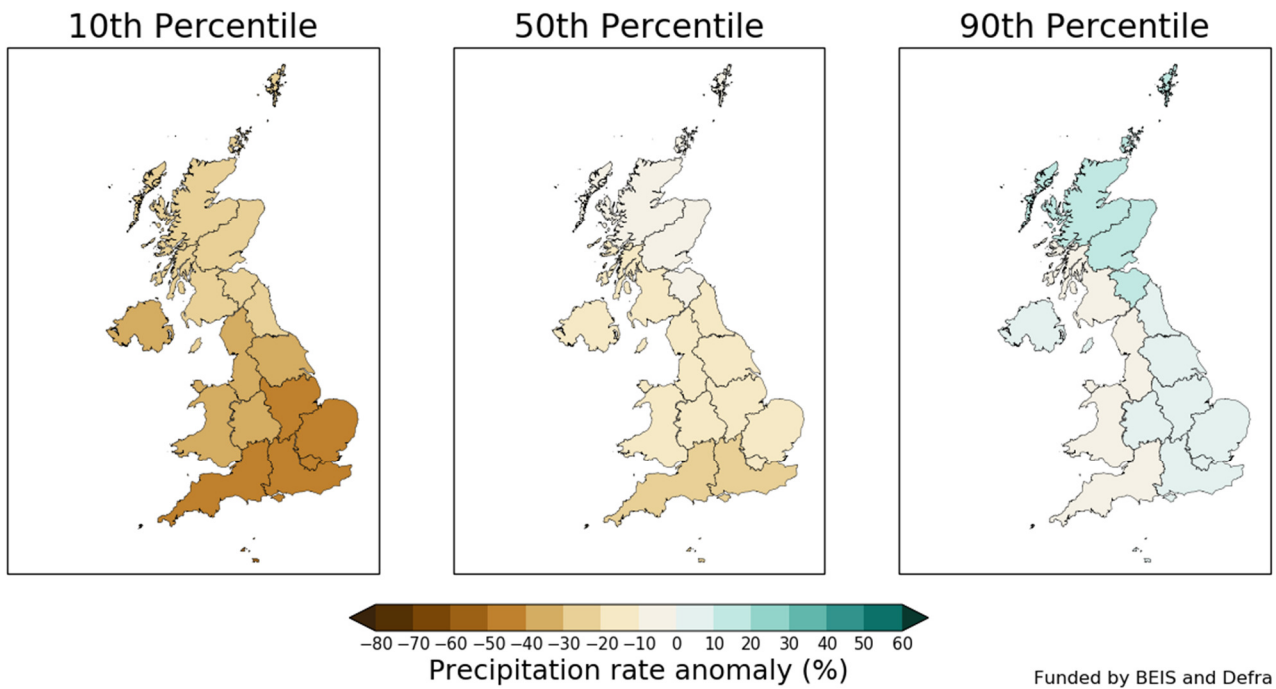 10th Percentile
50th Percentile
90th Percentile
−80 −70 −60 −50 −40 −30 −20 −10 0 10 20 30 40 50 60
Precipitation rate anomaly (%)
Funded by BEIS and Defra